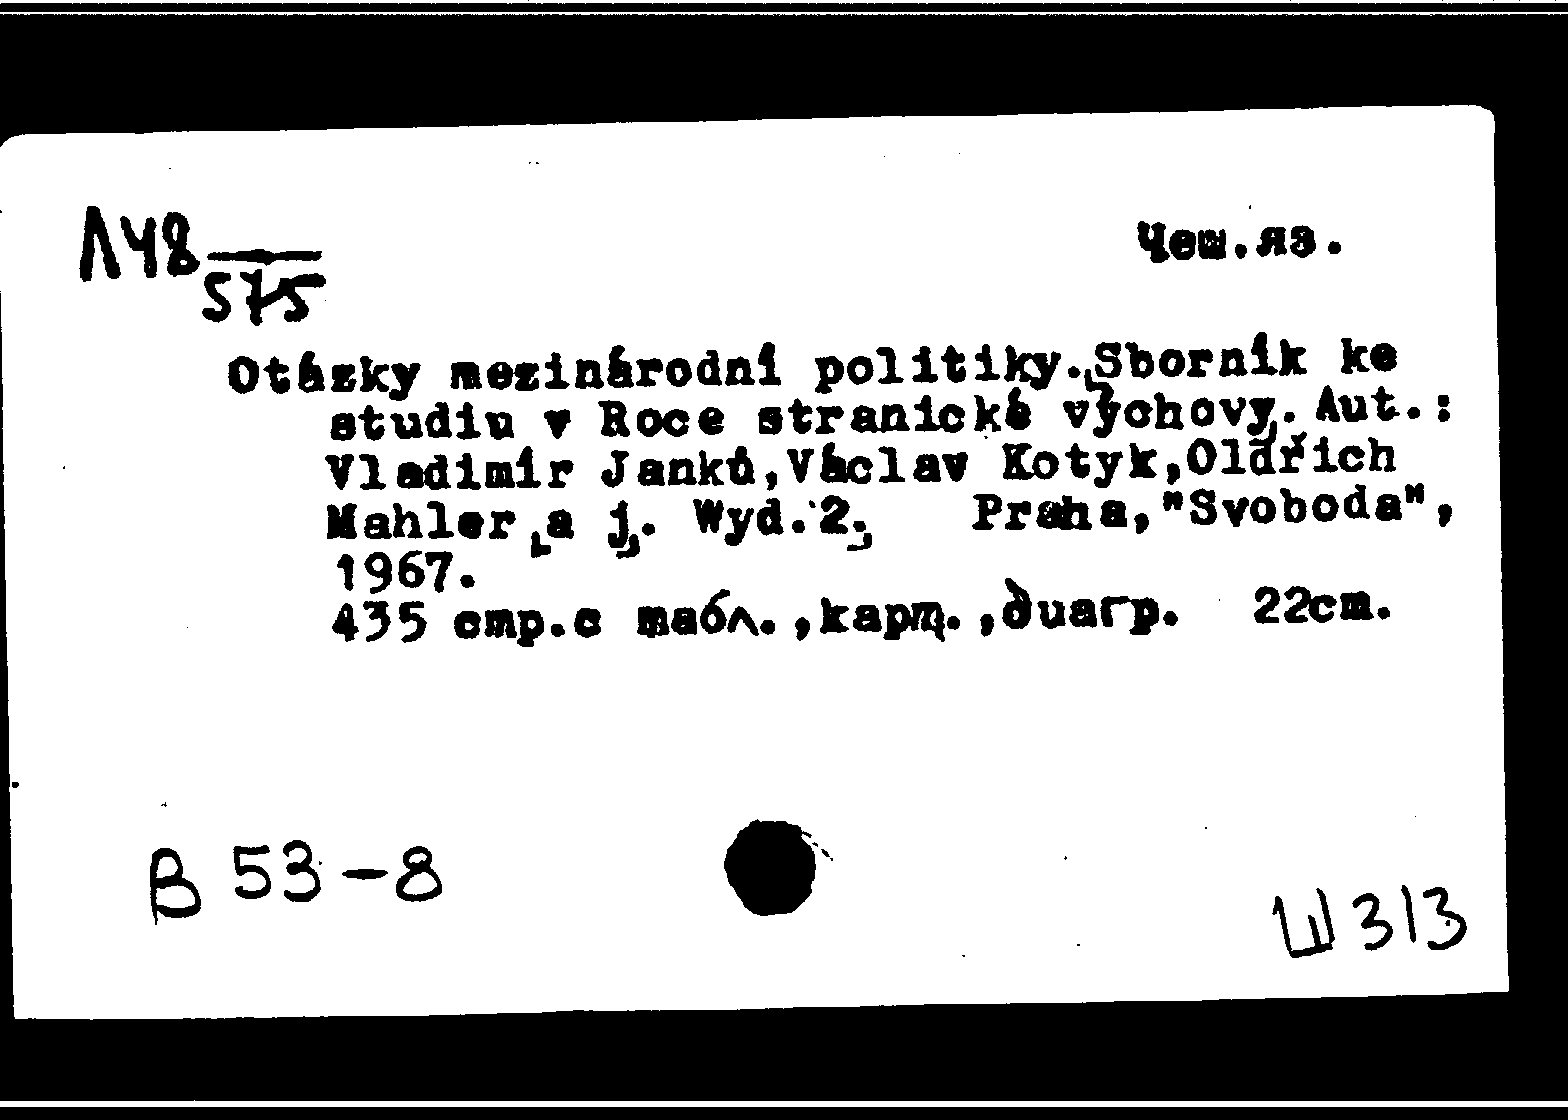 Л48
575
Чеш.яз.
Otázky mezinárodní politiky. Sborník ke
studiu v Roce stranické výchovy. Aut.:
Vladimír Janků, Václav Kotyk, Oldřich
Mahler a j. Wyd. 2. Praha, "Svoboda",
1967.
435 стр.с табл., карт., диагр. 22см.
В 53-8
Ш313